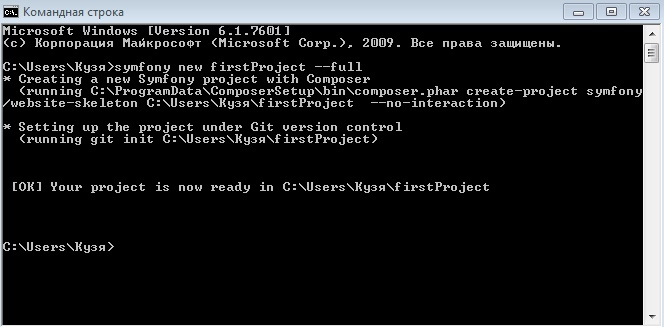 Командная строка
Microsoft Windows [Version 6.1.7601]
(c) Корпорация Майкрософт (Microsoft Corp.), 2009. Все права защищены.
C:\Users\Кузя>symfony new firstProject --full
* Creating a new Symfony project with Composer
(running C:\ProgramData\ComposerSetup\bin\composer.phar create-project symfony
/website-skeleton C:\Users\Кузя\firstProject  --no-interaction)
* Setting up the project under Git version control
(running git init C:\Users\Кузя\firstProject)
[OK] Your project is now ready in C:\Users\Кузя\firstProject
C:\Users\Кузя>